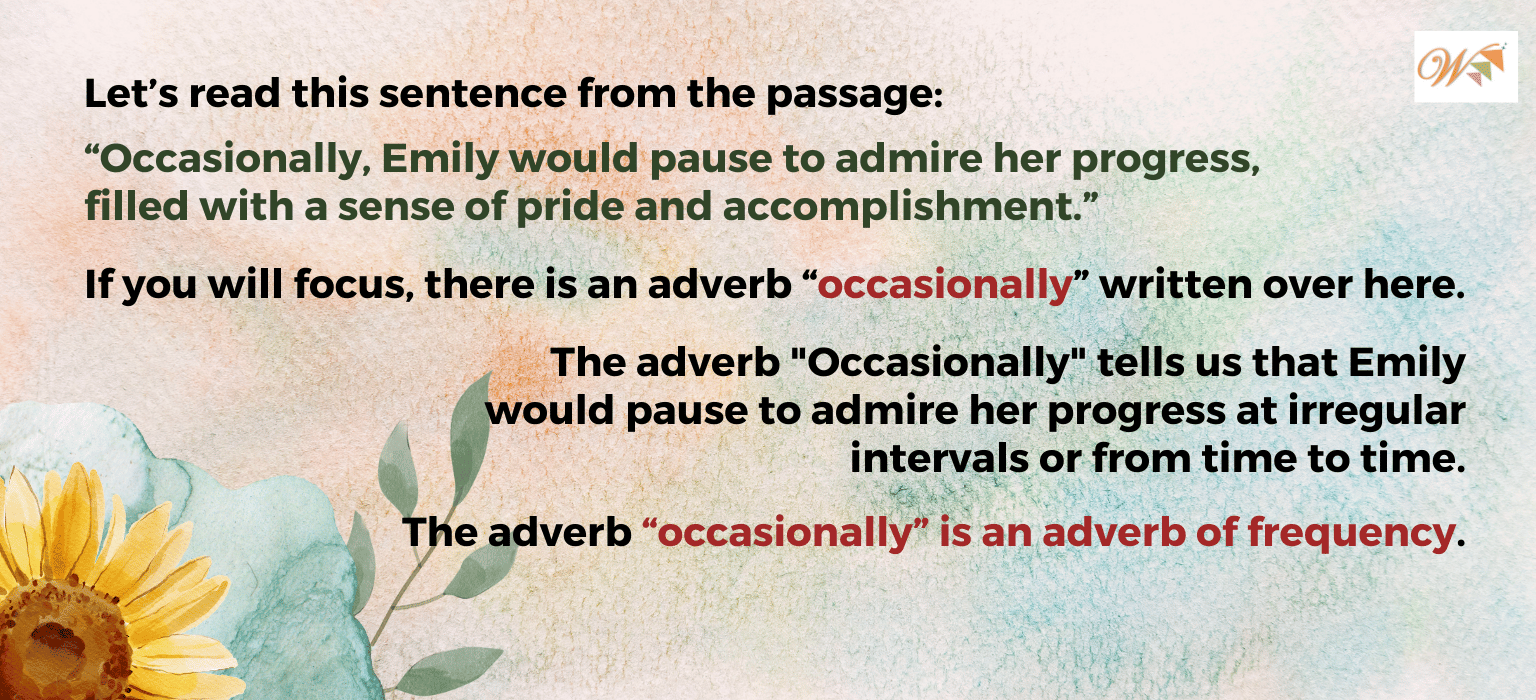 Let’s read this sentence from the passage:
“Occasionally, Emily would pause to admire her progress,
filled with a sense of pride and accomplishment.”
If you will focus, there is an adverb “occasionally” written over here.
The adverb "Occasionally" tells us that Emily
would pause to admire her progress at irregular
intervals or from time to time.
The adverb “occasionally” is an adverb of frequency.